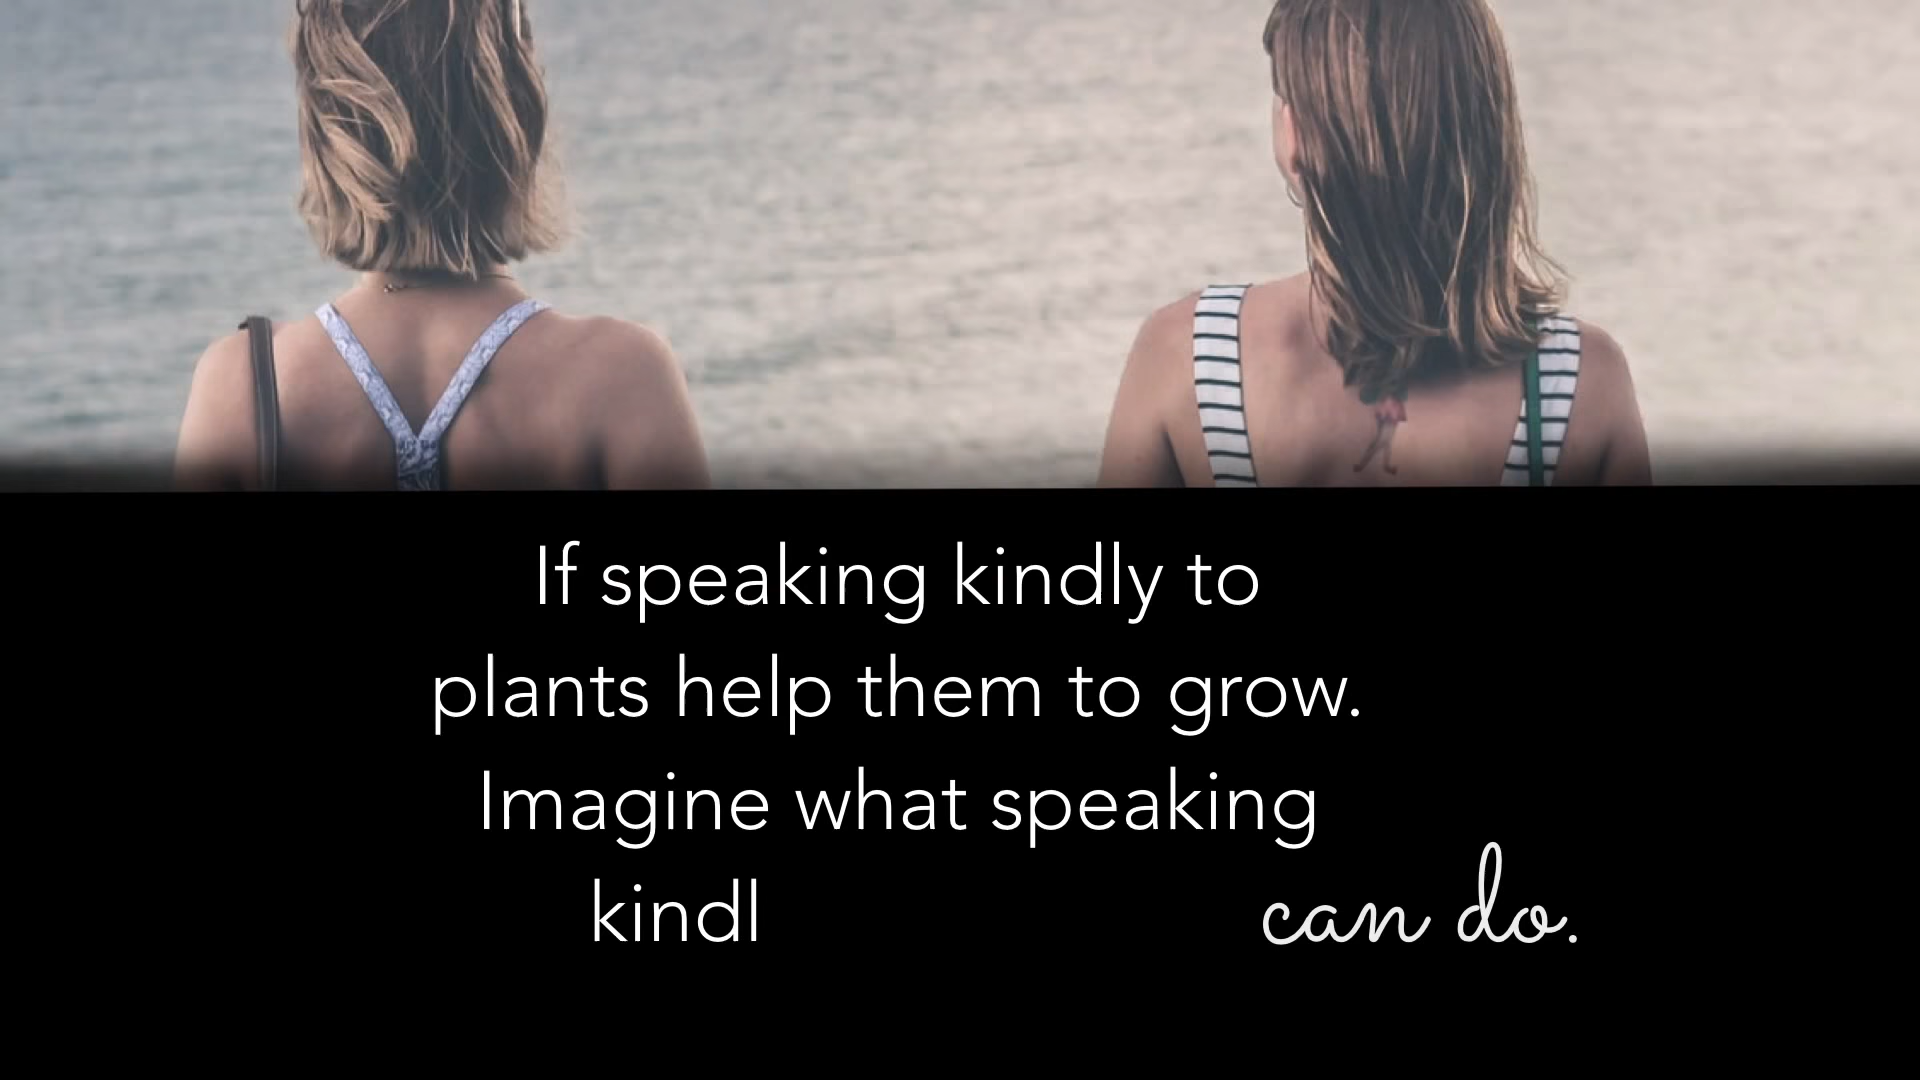 If speaking kindly to
plants help them to grow.
Imagine what speaking
kindl can do.